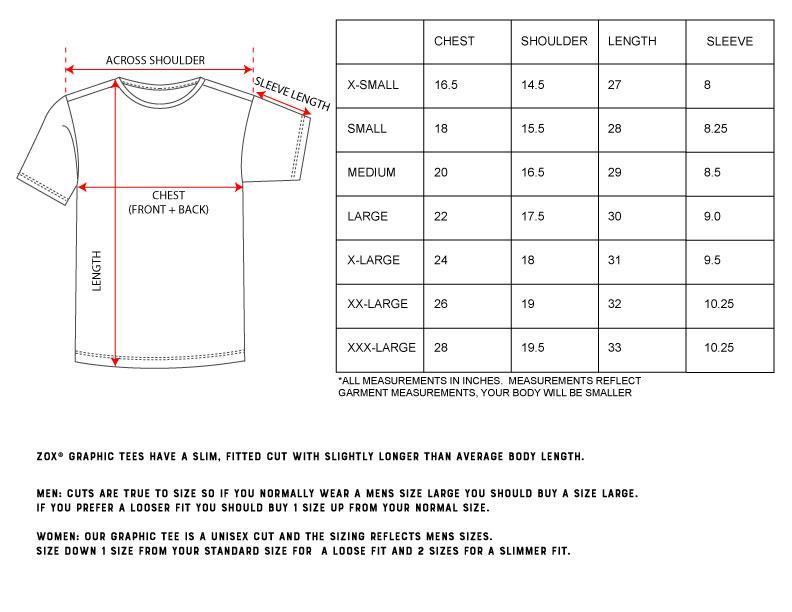 ACROSS SHOULDER
SLEEVE LENGTH
CHEST
(FRONT + BACK)
LENGTH
CHEST SHOULDER LENGTH SLEEVE
X-SMALL 16.5 14.5 27 8
SMALL 18 15.5 28 8.25
MEDIUM 20 16.5 29 8.5
LARGE 22 17.5 30 9.0
X-LARGE 24 18 31 9.5
XX-LARGE 26 19 32 10.25
XXX-LARGE 28 19.5 33 10.25
*ALL MEASUREMENTS IN INCHES. MEASUREMENTS REFLECT
GARMENT MEASUREMENTS, YOUR BODY WILL BE SMALLER
ZOX® GRAPHIC TEES HAVE A SLIM, FITTED CUT WITH SLIGHTLY LONGER THAN AVERAGE BODY LENGTH.
MEN: CUTS ARE TRUE TO SIZE SO IF YOU NORMALLY WEAR A MENS SIZE LARGE YOU SHOULD BUY A SIZE LARGE.
IF YOU PREFER A LOOSER FIT YOU SHOULD BUY 1 SIZE UP FROM YOUR NORMAL SIZE.
WOMEN: OUR GRAPHIC TEE IS A UNISEX CUT AND THE SIZING REFLECTS MENS SIZES.
SIZE DOWN 1 SIZE FROM YOUR STANDARD SIZE FOR A LOOSE FIT AND 2 SIZES FOR A SLIMMER FIT.